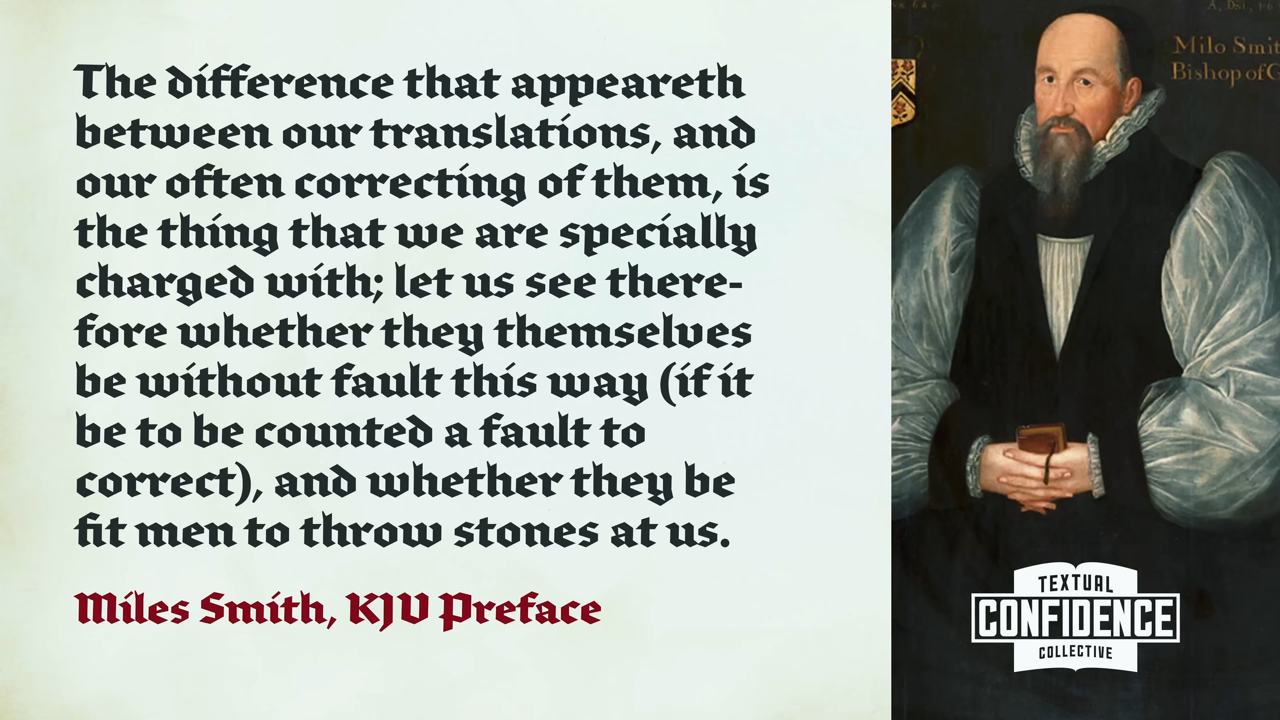 The difference that appeareth
between our translations, and
our often correcting of them, is
the thing that we are specially
charged with; let us see there-
fore whether they themselves
be without fault this way (if it
be to be counted a fault to
correct), and whether they be
fit men to throw stones at us.
Miles Smith, KJV Preface
Milo Smit
Bishop of G
TEXTUAL
CONFIDENCE
COLLECTIVE